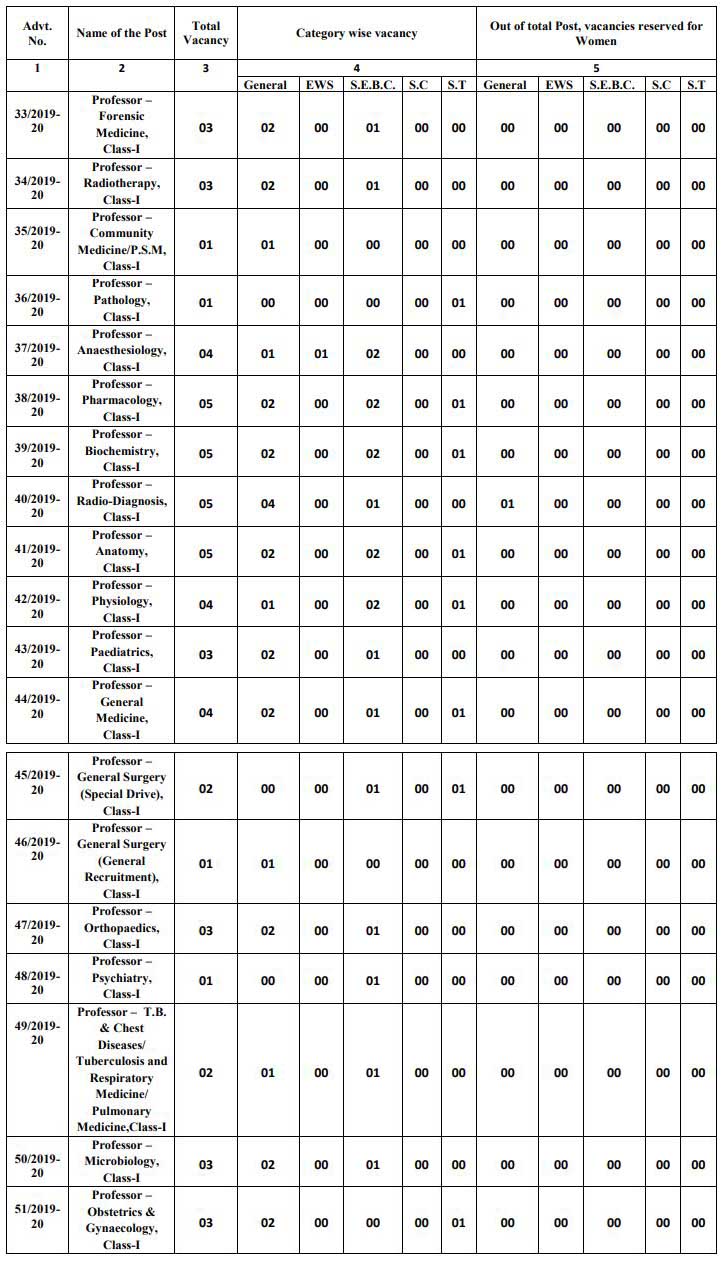 Advt. No. Name of the Post Total Vacancy Category wise vacancy Out of total Post, vacancies reserved for Women
1 2 3 4 5
General EWS S.E.B.C. S.C S.T General EWS S.E.B.C. S.C S.T
33/2019-20 Professor – Forensic Medicine, Class-I 03 02 00 01 00 00 00 00 00 00 00
34/2019-20 Professor – Radiotherapy, Class-I 03 02 00 01 00 00 00 00 00 00 00
35/2019-20 Professor – Community Medicine/P.S.M, Class-I 01 01 00 00 00 00 00 00 00 00 00
36/2019-20 Professor – Pathology, Class-I 01 00 00 00 00 01 00 00 00 00 00
37/2019-20 Professor – Anaesthesiology, Class-I 04 01 01 02 00 00 00 00 00 00 00
38/2019-20 Professor – Pharmacology, Class-I 05 02 00 02 00 01 00 00 00 00 00
39/2019-20 Professor – Biochemistry, Class-I 05 02 00 02 00 01 00 00 00 00 00
40/2019-20 Professor – Radio-Diagnosis, Class-I 05 04 00 01 00 00 01 00 00 00 00
41/2019-20 Professor – Anatomy, Class-I 05 02 00 02 00 01 00 00 00 00 00
42/2019-20 Professor – Physiology, Class-I 04 01 00 02 00 01 00 00 00 00 00
43/2019-20 Professor – Paediatrics, Class-I 03 02 00 01 00 00 00 00 00 00 00
44/2019-20 Professor – General Medicine, Class-I 04 02 00 01 00 01 00 00 00 00 00
45/2019-20 Professor – General Surgery (Special Drive), Class-I 02 00 00 01 00 01 00 00 00 00 00
46/2019-20 Professor – General Surgery (General Recruitment), Class-I 01 01 00 00 00 00 00 00 00 00 00
47/2019-20 Professor – Orthopaedics, Class-I 03 02 00 01 00 00 00 00 00 00 00
48/2019-20 Professor – Psychiatry, Class-I 01 00 00 01 00 00 00 00 00 00 00
49/2019-20 Professor – T.B. & Chest Diseases/ Tuberculosis and Respiratory Medicine/ Pulmonary Medicine,Class-I 02 01 00 01 00 00 00 00 00 00 00
50/2019-20 Professor – Microbiology, Class-I 03 02 00 01 00 00 00 00 00 00 00
51/2019-20 Professor – Obstetrics & Gynaecology, Class-I 03 02 00 00 00 01 00 00 00 00 00